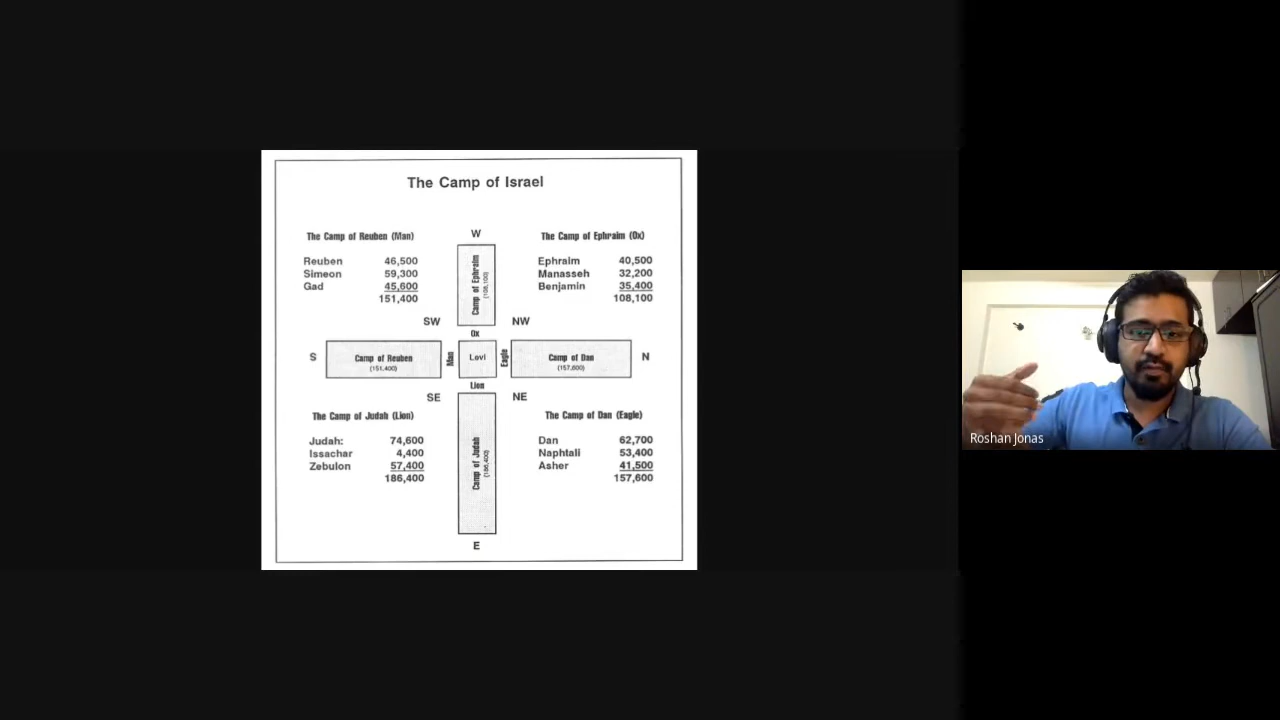 The Camp of Israel
W
The Camp of Reuben (Man)
Reuben 46,500
Simeon 59,300
Gad 45,600
151,400
The Camp of Ephraim (Ox)
Ephraim 40,500
Manasseh 32,200
Benjamin 35,400
108,100
Camp of Ephraim
(108,100)
SW
NW
Ox
S
Camp of Reuben
(151,400)
Man
Levi
Eagle
Camp of Dan
(157,600)
N
Lion
SE
NE
The Camp of Judah (Lion)
Judah: 74,600
Issachar 4,400
Zebulon 57,400
186,400
The Camp of Dan (Eagle)
Dan 62,700
Naphtali 53,400
Asher 41,500
157,600
Camp of Judah
(186,400)
E
Roshan Jonas